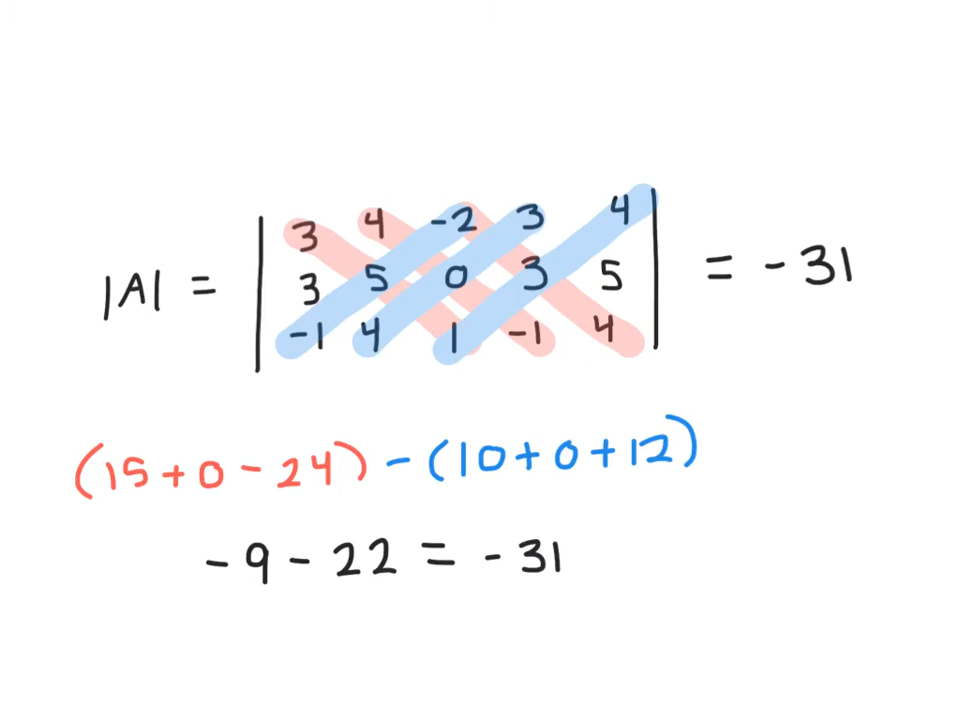 3 4 -2 3 4
|A| = | 3 5 0 3 5 | = -31
-1 4 1 -1 4
(15 + 0 - 24) - (10 + 0 + 12)
-9 - 22 = -31